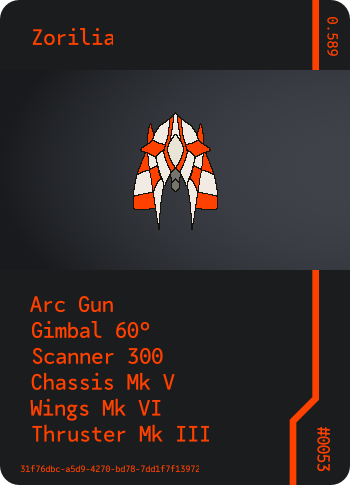 Zorilia
0.589
Arc Gun
Gimbal 60°
Scanner 300
Chassis Mk V
Wings Mk VI
Thruster Mk III
#0053
31f76dbc-a5d9-4270-bd78-7dd1f7f13972